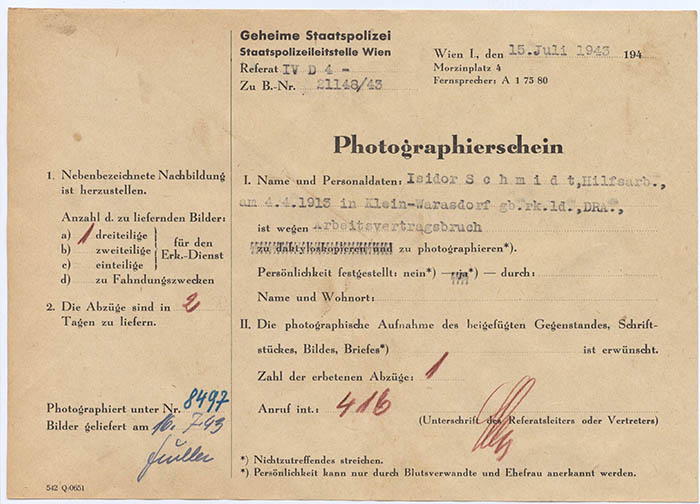 Geheime Staatspolizei
Staatspolizeileitstelle Wien
Referat IV D 4 -
Zu B.-Nr. 21148/43
Wien I., den 15. Juli 1943 194
Morzinplatz 4
Fernsprecher: A 1 75 80
Photographierschein
1. Nebenbezeichnete Nachbildung
ist herzustellen.
Anzahl d. zu liefernden Bilder:
a) 1 dreiteilige
b) zweiteilige
c) einteilige
für den
Erk.-Dienst
d) zu Fahndungszwecken
2. Die Abzüge sind in 2
Tagen zu liefern.
Photographiert unter Nr. 8497
Bilder geliefert am 16. 7 43
542 Q/0651
I. Name und Personaldaten: Isidor S c h m i d t,Hilfsarb.,
am 4.4.1913 in Klein-Warasdorf gb.rk.ld.,DRA.,
ist wegen Arbeitsvertragsbruch
zu daktyloskopieren und zu photographieren*).
Persönlichkeit festgestellt: nein*) — ja*) — durch:
Name und Wohnort:
II. Die photographische Aufnahme des beigefügten Gegenstandes, Schrift-
stückes, Bildes, Briefes*) ist erwünscht.
Zahl der erbetenen Abzüge: 1
Anruf int.: 416
(Unterschrift des Referatsleiters oder Vertreters)
*) Nichtzutreffendes streichen.
*) Persönlichkeit kann nur durch Blutsverwandte und Ehefrau anerkannt werden.